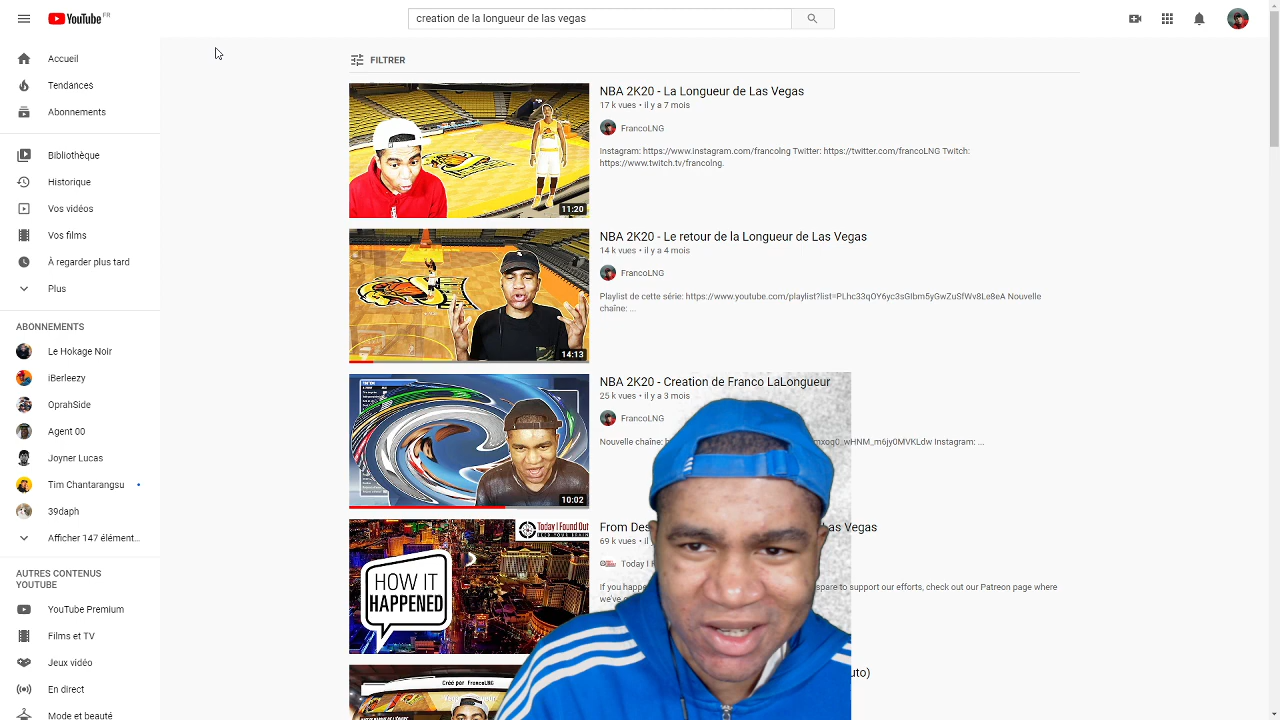 YouTube FR
creation de la longueur de las vegas
Accueil
Tendances
Abonnements
Bibliothèque
Historique
Vos vidéos
Vos films
À regarder plus tard
Plus
ABONNEMENTS
Le Hokage Noir
iBerleezy
OprahSide
Agent 00
Joyner Lucas
Tim Chantarangsu
39daph
Afficher 147 élément...
AUTRES CONTENUS
YOUTUBE
YouTube Premium
Films et TV
Jeux vidéo
En direct
Mode et beauté
FILTRER
11:20
NBA 2K20 - La Longueur de Las Vegas
17 k vues • il y a 7 mois
FrancoLNG
Instagram: https://www.instagram.com/francolng Twitter: https://twitter.com/francoLNG Twitch:
https://www.twitch.tv/francolng.
14:13
NBA 2K20 - Le retour de la Longueur de Las Vegas
14 k vues • il y a 4 mois
FrancoLNG
Playlist de cette série: https://www.youtube.com/playlist?list=PLhc33qOY6yc3sGIbm5yGwZuSfWv8Le8eA Nouvelle
chaîne: ...
10:02
NBA 2K20 - Creation de Franco LaLongueur
25 k vues • il y a 3 mois
FrancoLNG
Nouvelle chaîne: mxoq0_wHNM_m6jy0MVKLdw Instagram: ...
Today I Found Out
HOW IT
HAPPENED
From Las Vegas
69 k vues • il
Today I
If you spare to support our efforts, check out our Patreon page where
we've
Créé par : FrancoLNG